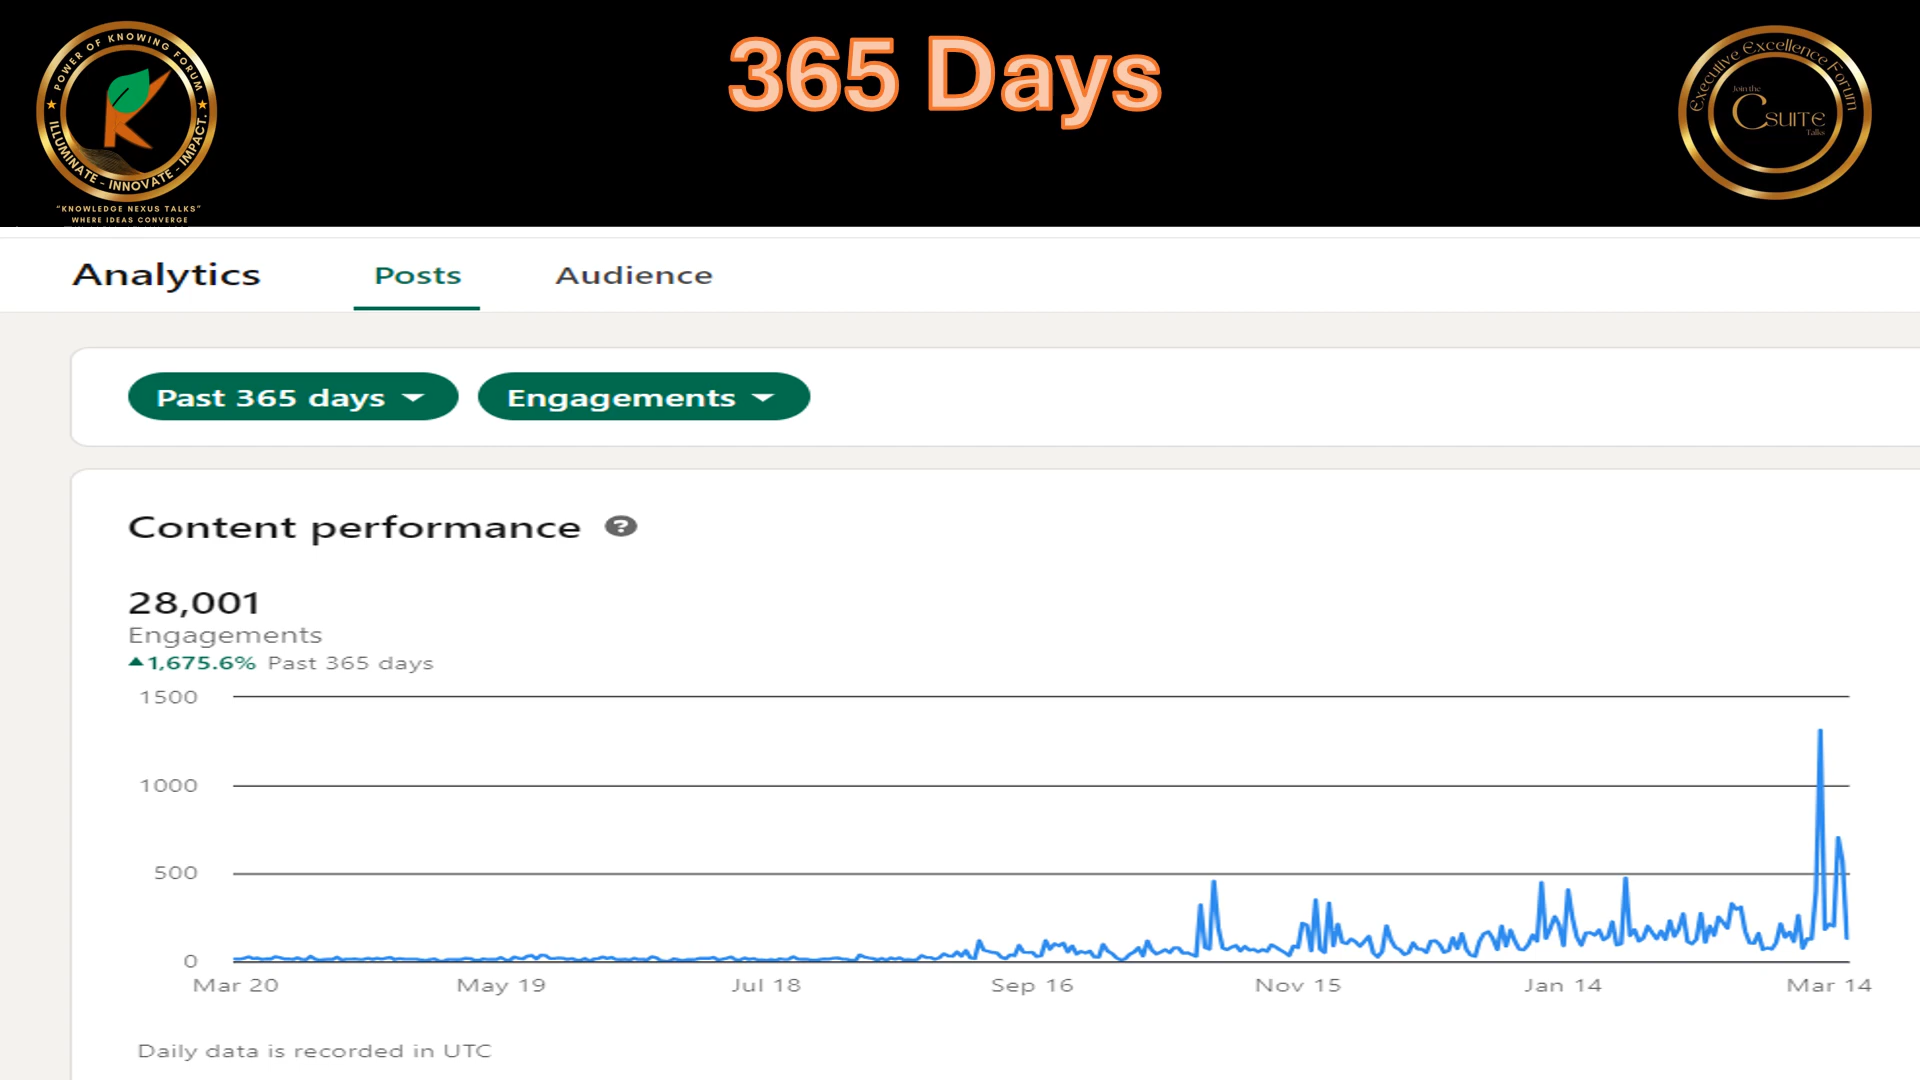 365 Days
POWER OF KNOWING FORUM
ILLUMINATE - INNOVATE - IMPACT.
"KNOWLEDGE NEXUS TALKS"
WHERE IDEAS CONVERGE
Executive Excellence Forum
Join the
CSUITE
Talks
Analytics
Posts
Audience
Past 365 days
Engagements
Content performance
?
28,001
Engagements
1,675.6% Past 365 days
1500
1000
500
0
Mar 20
May 19
Jul 18
Sep 16
Nov 15
Jan 14
Mar 14
Daily data is recorded in UTC